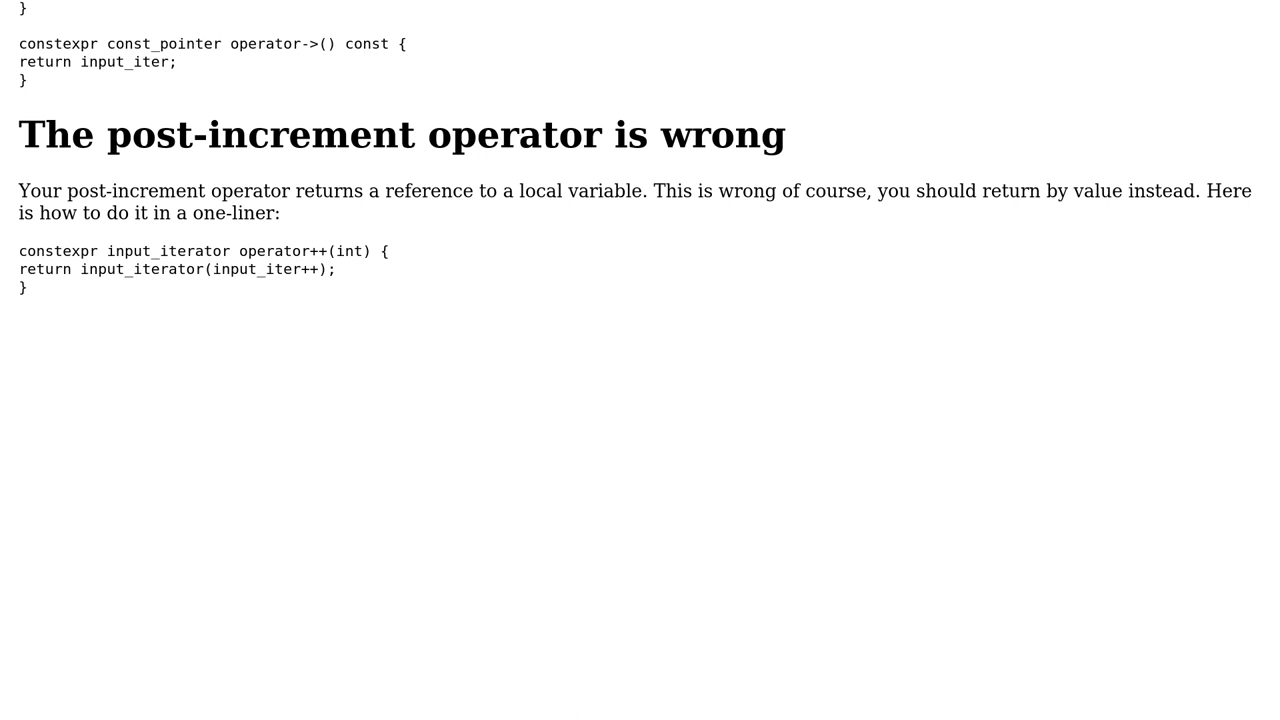 }
constexpr const_pointer operator->() const {
return input_iter;
}
The post-increment operator is wrong
Your post-increment operator returns a reference to a local variable. This is wrong of course, you should return by value instead. Here
is how to do it in a one-liner:
constexpr input_iterator operator++(int) {
return input_iterator(input_iter++);
}